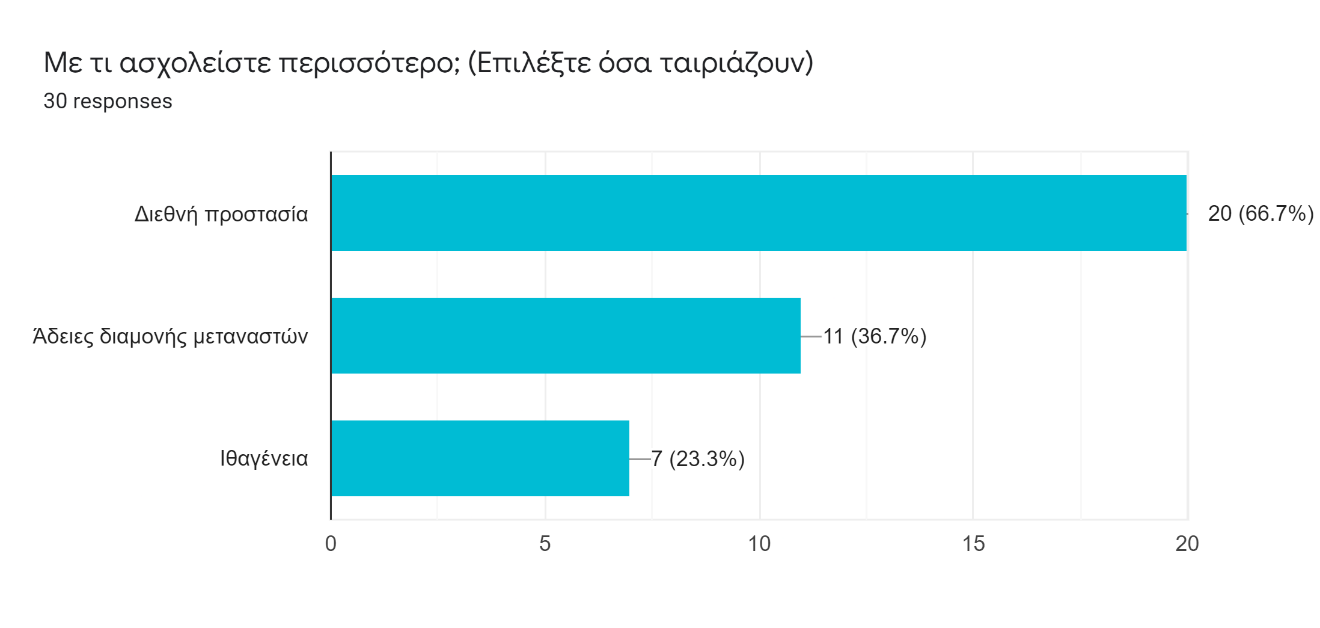 Με τι ασχολείστε περισσότερο; (Επιλέξτε όσα ταιριάζουν)
30 responses
Διεθνή προστασία
20 (66.7%)
Άδειες διαμονής μεταναστών
11 (36.7%)
Ιθαγένεια
7 (23.3%)
0 5 10 15 20